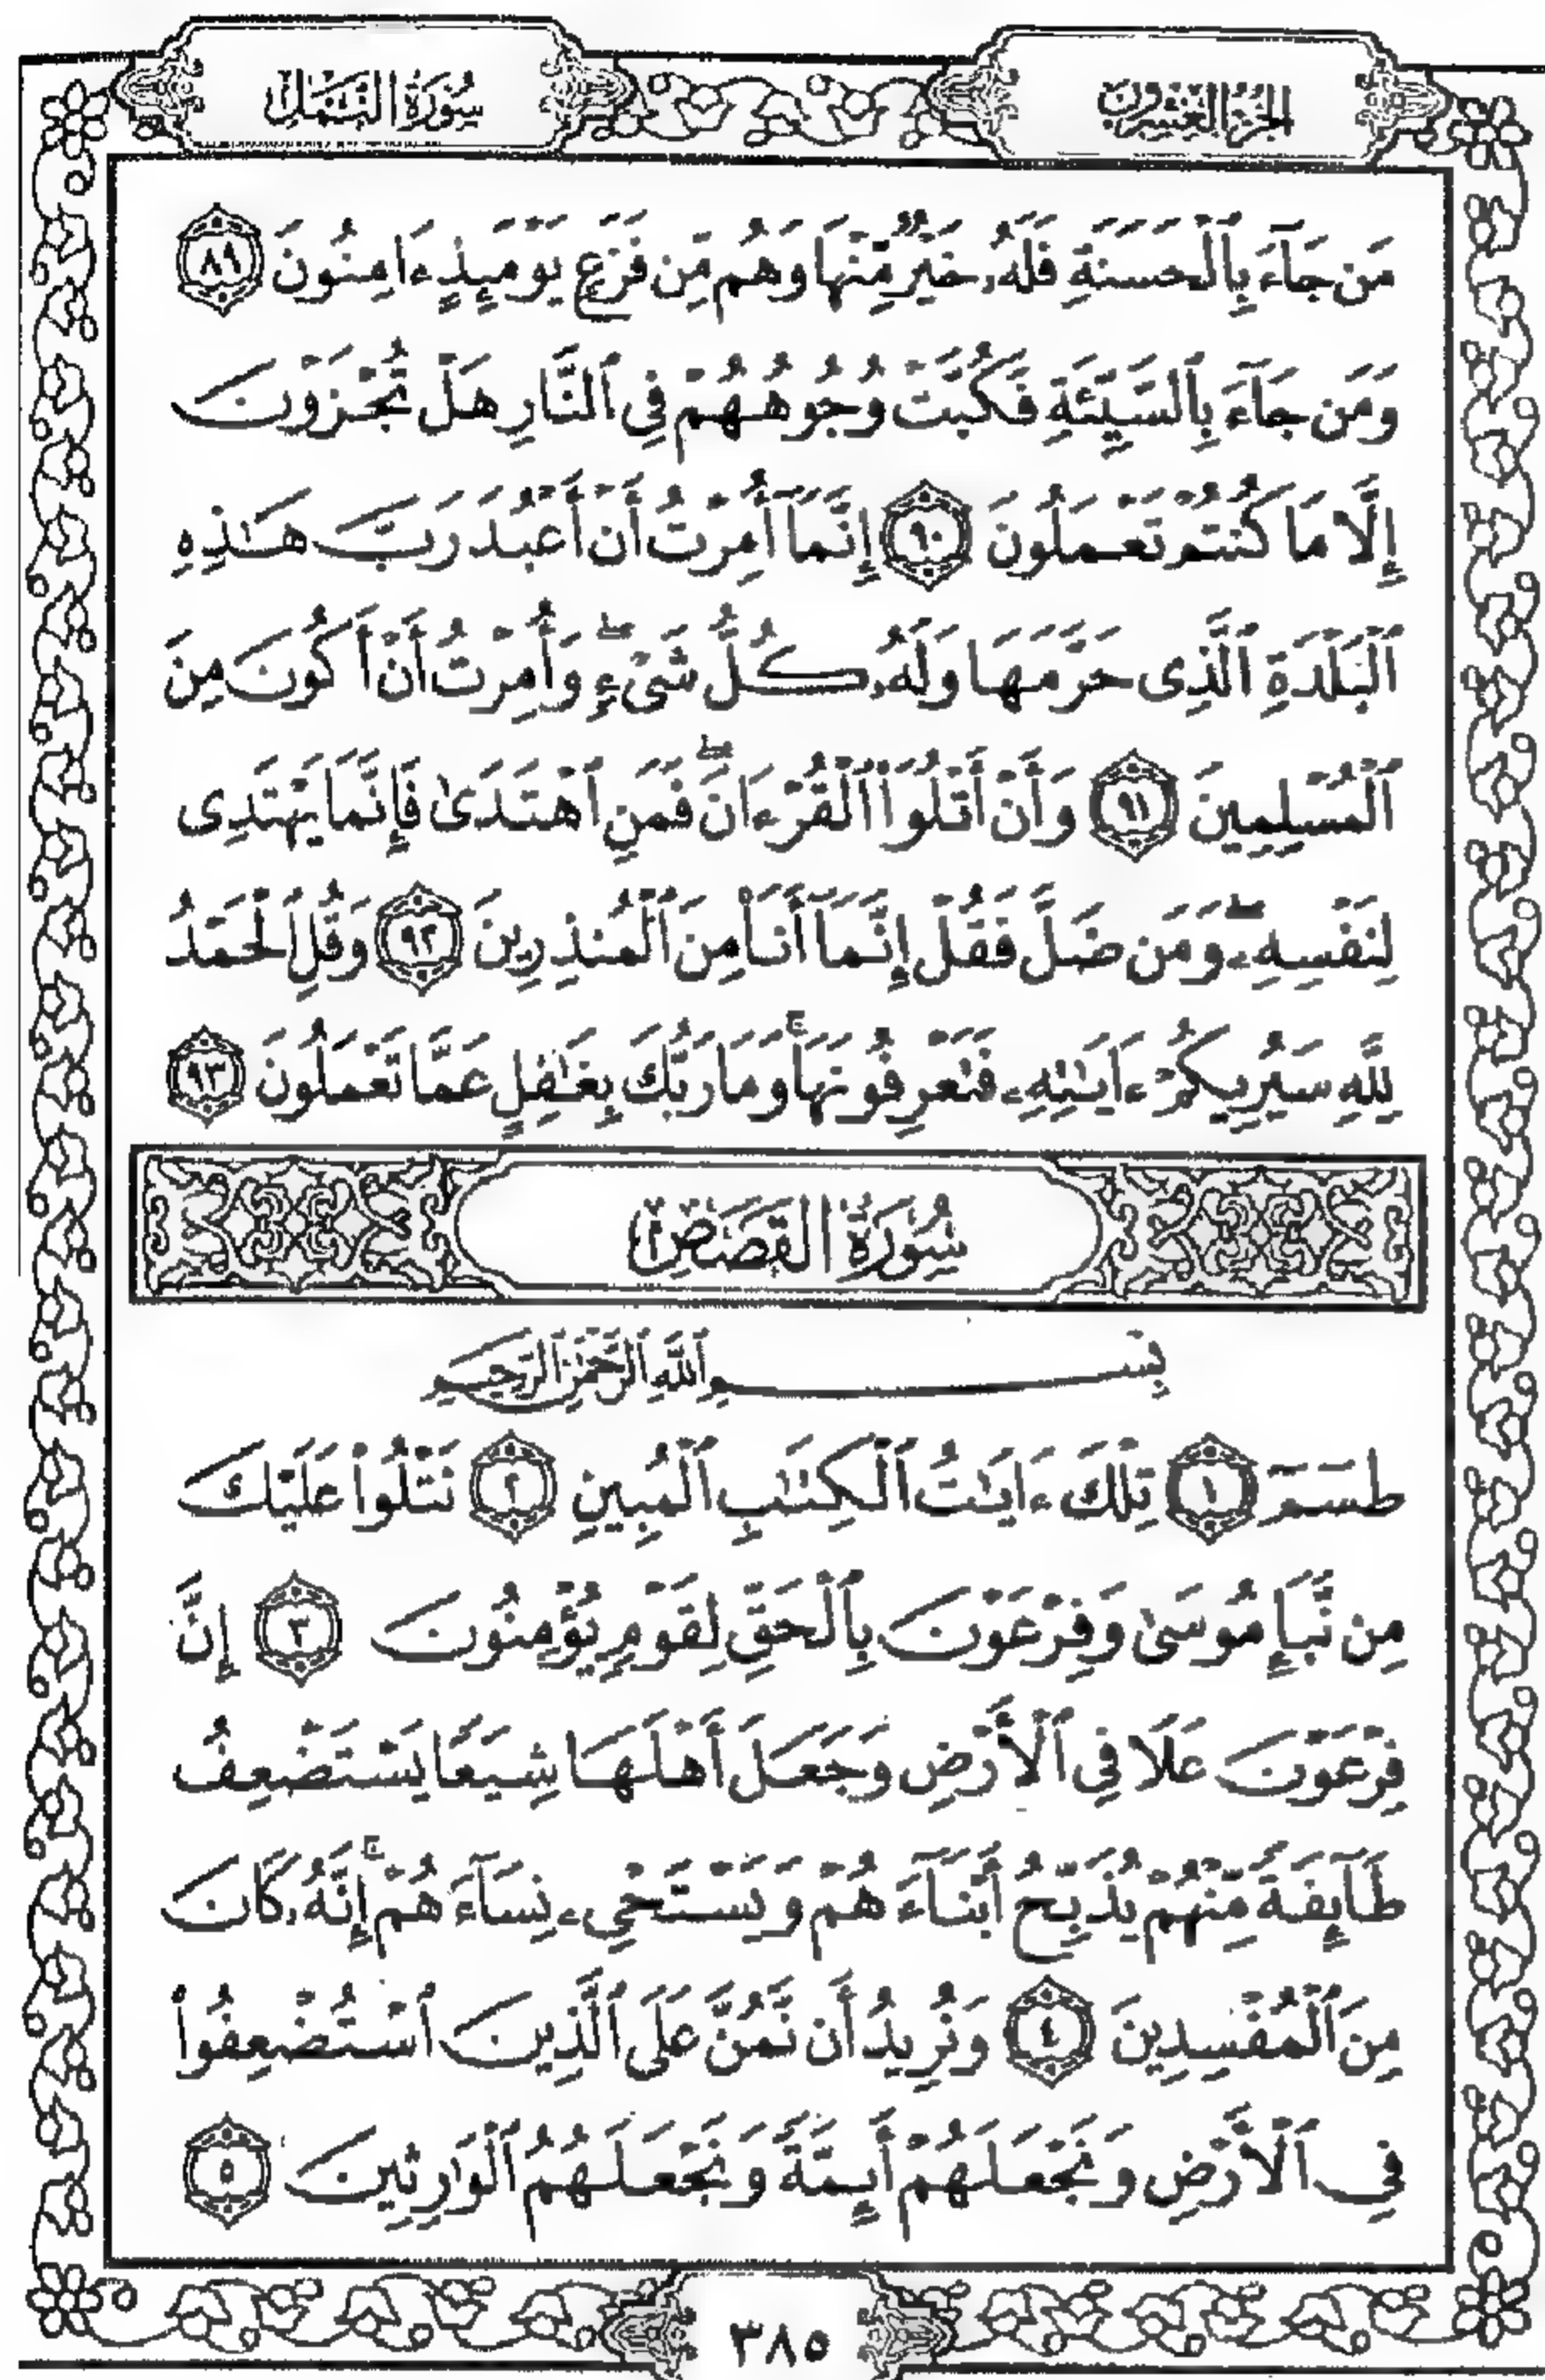 الجزء العشرون
سورة النمل
مَن جَآءَ بِٱلْحَسَنَةِ فَلَهُۥ خَيْرٌ مِّنْهَا وَهُم مِّن فَزَعٍ يَوْمَئِذٍ ءَامِنُونَ ٨٩
وَمَن جَآءَ بِٱلسَّيِّئَةِ فَكُبَّتْ وُجُوهُهُمْ فِى ٱلنَّارِ هَلْ تُجْزَوْنَ
إِلَّا مَا كُنتُمْ تَعْمَلُونَ ٩٠ إِنَّمَآ أُمِرْتُ أَنْ أَعْبُدَ رَبَّ هَٰذِهِ
ٱلْبَلْدَةِ ٱلَّذِى حَرَّمَهَا وَلَهُۥ كُلُّ شَىْءٍ ۖ وَأُمِرْتُ أَنْ أَكُونَ مِنَ
ٱلْمُسْلِمِينَ ٩١ وَأَنْ أَتْلُوَا۟ ٱلْقُرْءَانَ ۖ فَمَنِ ٱهْتَدَىٰ فَإِنَّمَا يَهْتَدِى
لِنَفْسِهِۦ ۖ وَمَن ضَلَّ فَقُلْ إِنَّمَآ أَنَا۠ مِنَ ٱلْمُنذِرِينَ ٩٢ وَقُلِ ٱلْحَمْدُ
لِلَّهِ سَيُرِيكُمْ ءَايَٰتِهِۦ فَتَعْرِفُونَهَا ۚ وَمَا رَبُّكَ بِغَٰفِلٍ عَمَّا تَعْمَلُونَ ٩٣
سُورَةُ القَصَصِ
بِسْمِ ٱللَّهِ ٱلرَّحْمَٰنِ ٱلرَّحِيمِ
طسٓمٓ ١ تِلْكَ ءَايَٰتُ ٱلْكِتَٰبِ ٱلْمُبِينِ ٢ نَتْلُوا۟ عَلَيْكَ
مِن نَّبَإِ مُوسَىٰ وَفِرْعَوْنَ بِٱلْحَقِّ لِقَوْمٍ يُؤْمِنُونَ ٣ إِنَّ
فِرْعَوْنَ عَلَا فِى ٱلْأَرْضِ وَجَعَلَ أَهْلَهَا شِيَعًا يَسْتَضْعِفُ
طَآئِفَةً مِّنْهُمْ يُذَبِّحُ أَبْنَآءَهُمْ وَيَسْتَحْىِۦ نِسَآءَهُمْ ۚ إِنَّهُۥ كَانَ
مِنَ ٱلْمُفْسِدِينَ ٤ وَنُرِيدُ أَن نَّمُنَّ عَلَى ٱلَّذِينَ ٱسْتُضْعِفُوا۟
فِى ٱلْأَرْضِ وَنَجْعَلَهُمْ أَئِمَّةً وَنَجْعَلَهُمُ ٱلْوَٰرِثِينَ ٥
٣٨٥